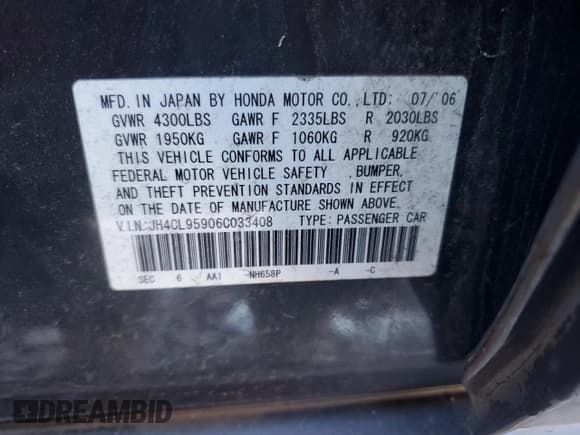 MFD. IN JAPAN BY HONDA MOTOR CO., LTD. 07/'06
GVWR 4300LBS GAWR F 2335LBS R 2030LBS
GVWR 1950KG GAWR F 1060KG R 920KG
THIS VEHICLE CONFORMS TO ALL APPLICABLE
FEDERAL MOTOR VEHICLE SAFETY ,BUMPER,
AND THEFT PREVENTION STANDARDS IN EFFECT
ON THE DATE OF MANUFACTURE SHOWN ABOVE.
V.I.N.:JH4CL95906C033408 TYPE: PASSENGER CAR
SEC 6 AA1 -NH658P -A -C
DREAMBID